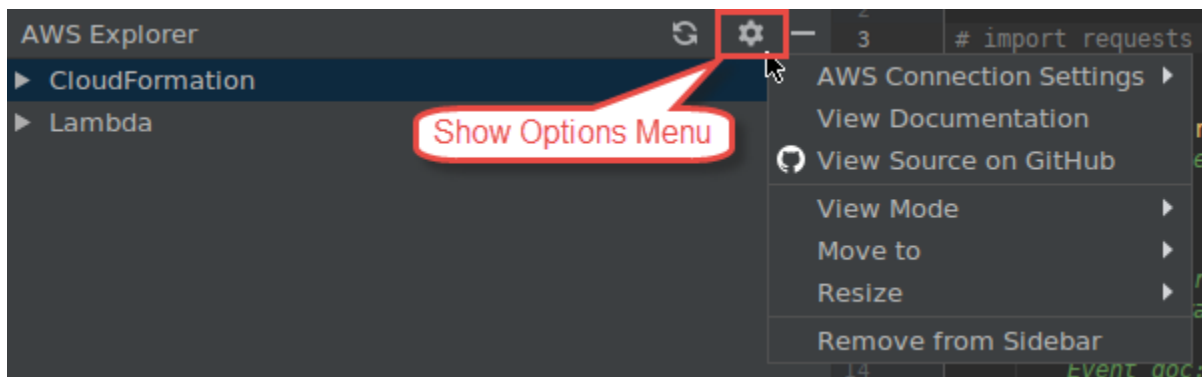 AWS Explorer
3 # import requests
CloudFormation
Lambda
Show Options Menu
AWS Connection Settings
View Documentation
View Source on GitHub
View Mode
Move to
Resize
Remove from Sidebar
14 Event doc: